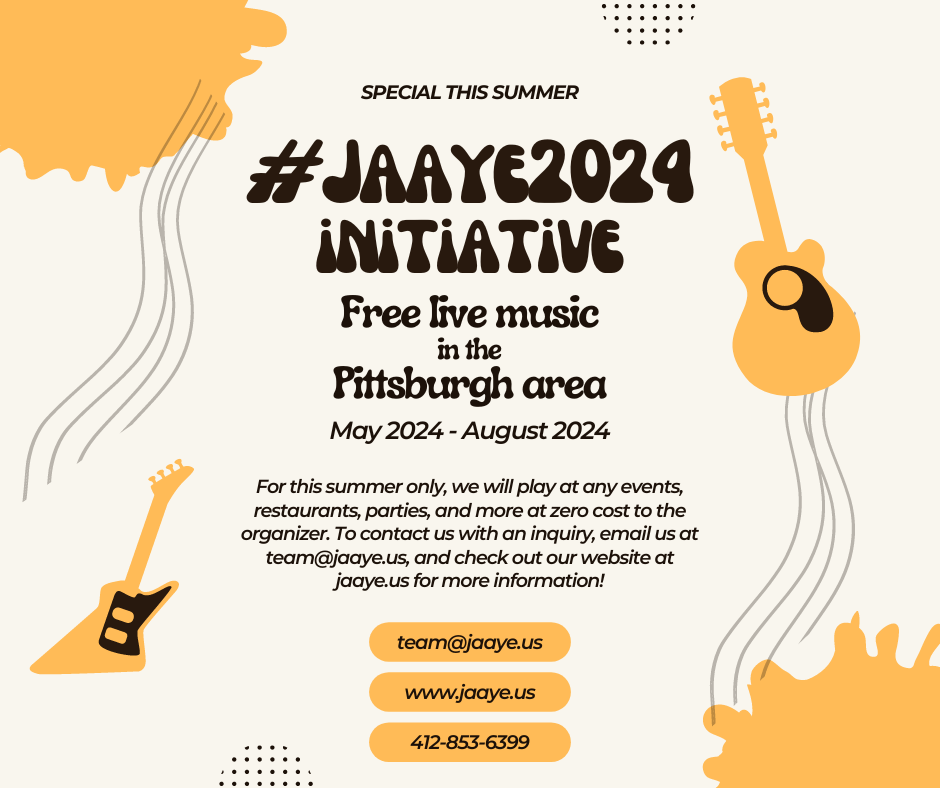 SPECIAL THIS SUMMER
#JAAYE2024
iNiTiATiVE
Free live music
in the
Pittsburgh area
May 2024 - August 2024
For this summer only, we will play at any events,
restaurants, parties, and more at zero cost to the
organizer. To contact us with an inquiry, email us at
team@jaaye.us, and check out our website at
jaaye.us for more information!
team@jaaye.us
www.jaaye.us
412-853-6399